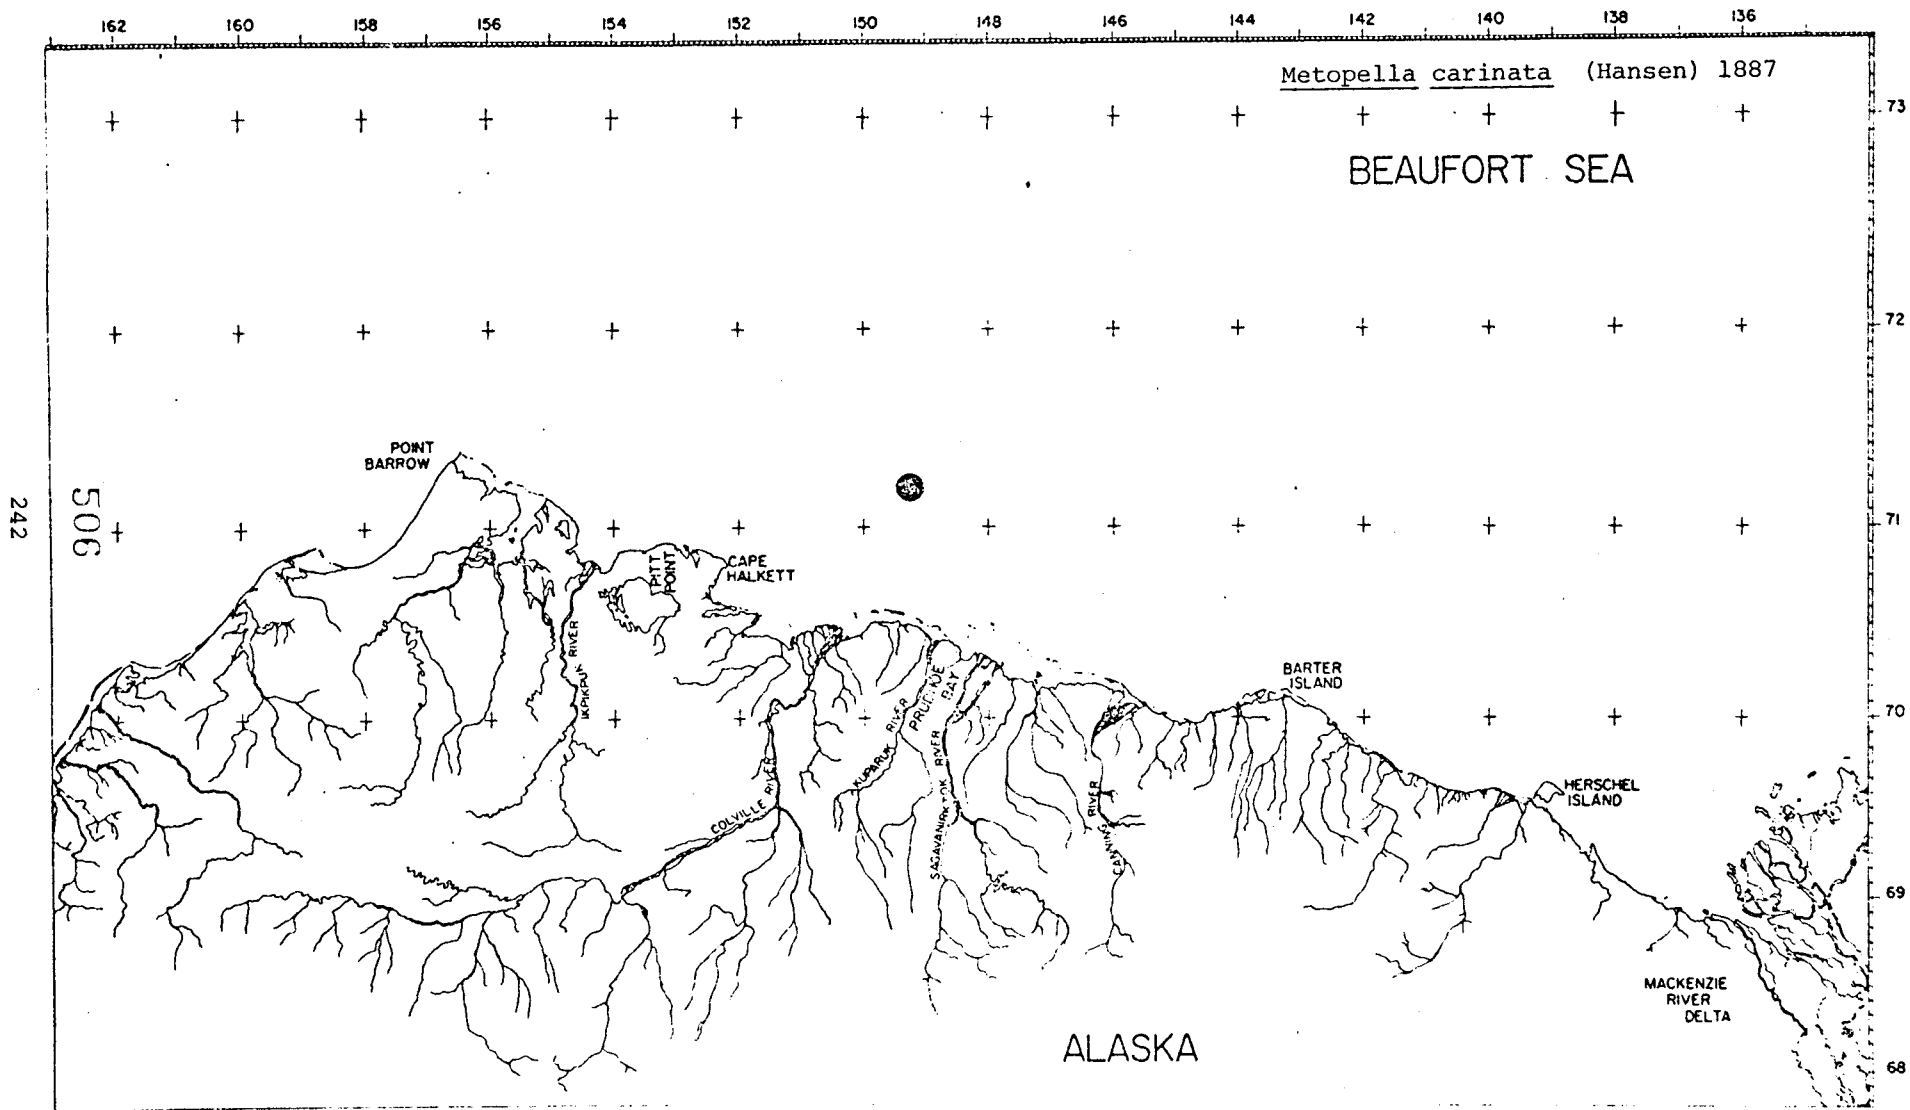 162 160 158 156 154 152 150 148 146 144 142 140 138 136
Metopella carinata (Hansen) 1887
73
BEAUFORT SEA
72
POINT
BARROW
506
242
71
PITT
POINT
CAPE
HALKETT
IKPIKPUK RIVER
BARTER
ISLAND
PRUDHOE
BAY
70
KUPARUK RIVER
COLVILLE RIVER
SAGAVANIRKTOK RIVER
CANNING RIVER
HERSCHEL
ISLAND
69
MACKENZIE
RIVER
DELTA
ALASKA
68